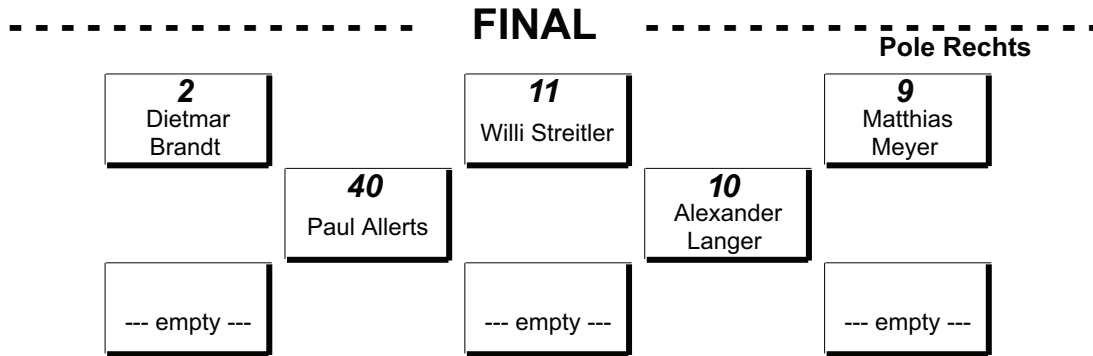 FINAL
Pole Rechts
2
Dietmar
Brandt
11
Willi Streitler
9
Matthias
Meyer
40
Paul Allerts
10
Alexander
Langer
--- empty ---
--- empty ---
--- empty ---